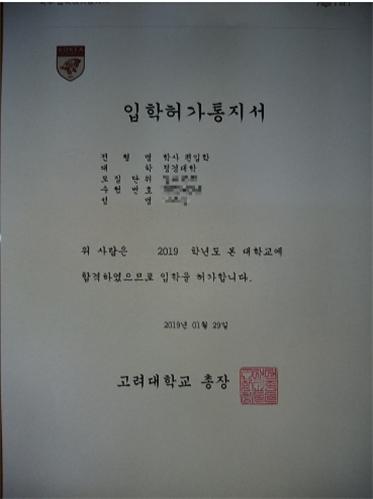 KOREA
입학허가통지서
전 형 명 학사 편입학
대 학 정경대학
모 집 단 위
수 험 번 호
성 명
위 사람은 2019 학년도 본 대학교에
합격하였으므로 입학을 허가합니다.
2019년 01월 29일
고려대학교 총장